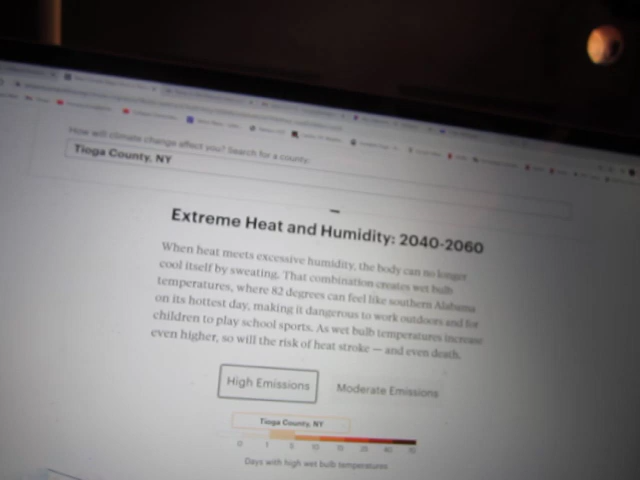 How will climate change affect you? Search for a county:
Tioga County, NY
Extreme Heat and Humidity: 2040-2060
When heat meets excessive humidity, the body can no longer
cool itself by sweating. That combination creates wet bulb
temperatures, where 82 degrees can feel like southern Alabama
on its hottest day, making it dangerous to work outdoors and for
children to play school sports. As wet bulb temperatures increase
even higher, so will the risk of heat stroke — and even death.
High Emissions Moderate Emissions
Tioga County, NY
Days with high wet bulb temperatures